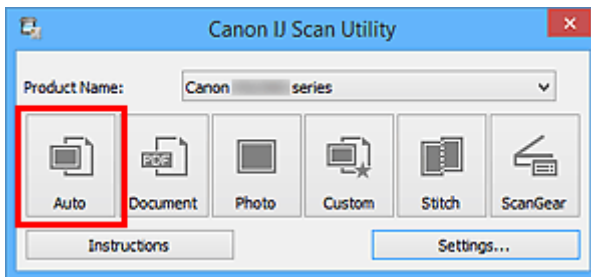 Canon IJ Scan Utility
Product Name: Canon series
PDF
Auto Document Photo Custom Stitch ScanGear
Instructions Settings...